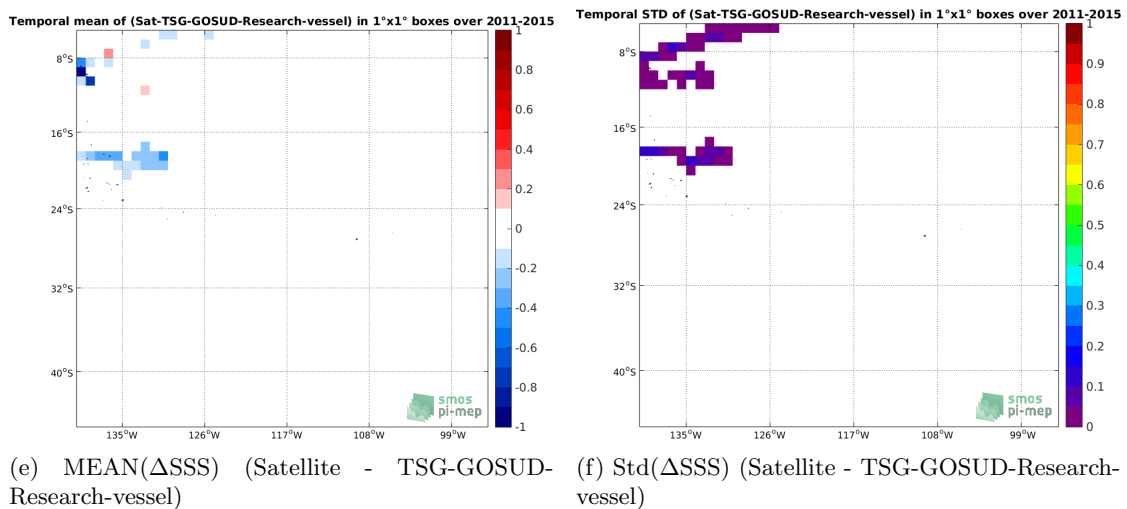 Temporal mean of (Sat-TSG-GOSUD-Research-vessel) in 1°x1° boxes over 2011-2015
8°S
16°S
24°S
32°S
40°S
135°W
126°W
117°W
108°W
99°W
1
0.8
0.6
0.4
0.2
0
-0.2
-0.4
-0.6
-0.8
-1
smos
pi-mep
(e) MEAN(ΔSSS) (Satellite - TSG-GOSUD-
Research-vessel)
Temporal STD of (Sat-TSG-GOSUD-Research-vessel) in 1°x1° boxes over 2011-2015
8°S
16°S
24°S
32°S
40°S
135°W
126°W
117°W
108°W
99°W
1
0.9
0.8
0.7
0.6
0.5
0.4
0.3
0.2
0.1
0
smos
pi-mep
(f) Std(ΔSSS) (Satellite - TSG-GOSUD-Research-
vessel)